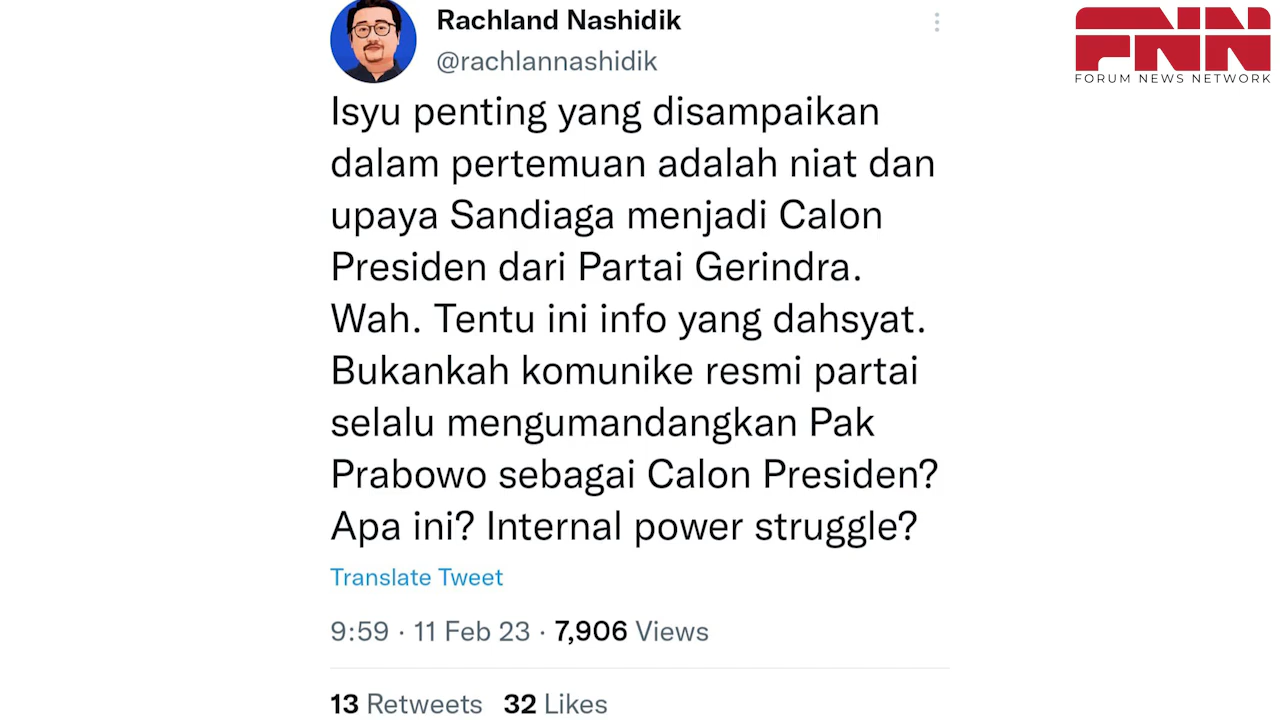 Rachland Nashidik
@rachlannashidik
FNN
FORUM NEWS NETWORK
Isyu penting yang disampaikan
dalam pertemuan adalah niat dan
upaya Sandiaga menjadi Calon
Presiden dari Partai Gerindra.
Wah. Tentu ini info yang dahsyat.
Bukankah komunike resmi partai
selalu mengumandangkan Pak
Prabowo sebagai Calon Presiden?
Apa ini? Internal power struggle?
Translate Tweet
9:59 · 11 Feb 23 · 7,906 Views
13 Retweets 32 Likes